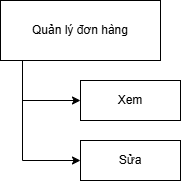 Quản lý đơn hàng
Xem
Sửa